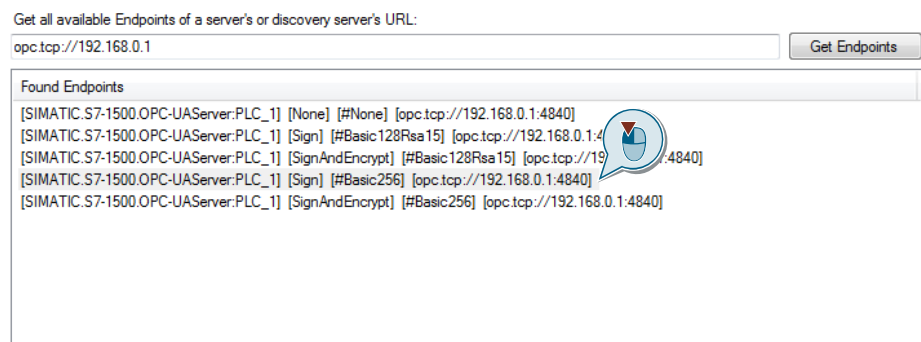 Get all available Endpoints of a server's or discovery server's URL:
opc.tcp://192.168.0.1 Get Endpoints
Found Endpoints
[SIMATIC.S7-1500.OPC-UAServer:PLC_1] [None] [#None] [opc.tcp://192.168.0.1:4840]
[SIMATIC.S7-1500.OPC-UAServer:PLC_1] [Sign] [#Basic128Rsa15] [opc.tcp://192.168.0.1:4
[SIMATIC.S7-1500.OPC-UAServer:PLC_1] [SignAndEncrypt] [#Basic128Rsa15] [opc.tcp://19 :4840]
[SIMATIC.S7-1500.OPC-UAServer:PLC_1] [Sign] [#Basic256] [opc.tcp://192.168.0.1:4840]
[SIMATIC.S7-1500.OPC-UAServer:PLC_1] [SignAndEncrypt] [#Basic256] [opc.tcp://192.168.0.1:4840]